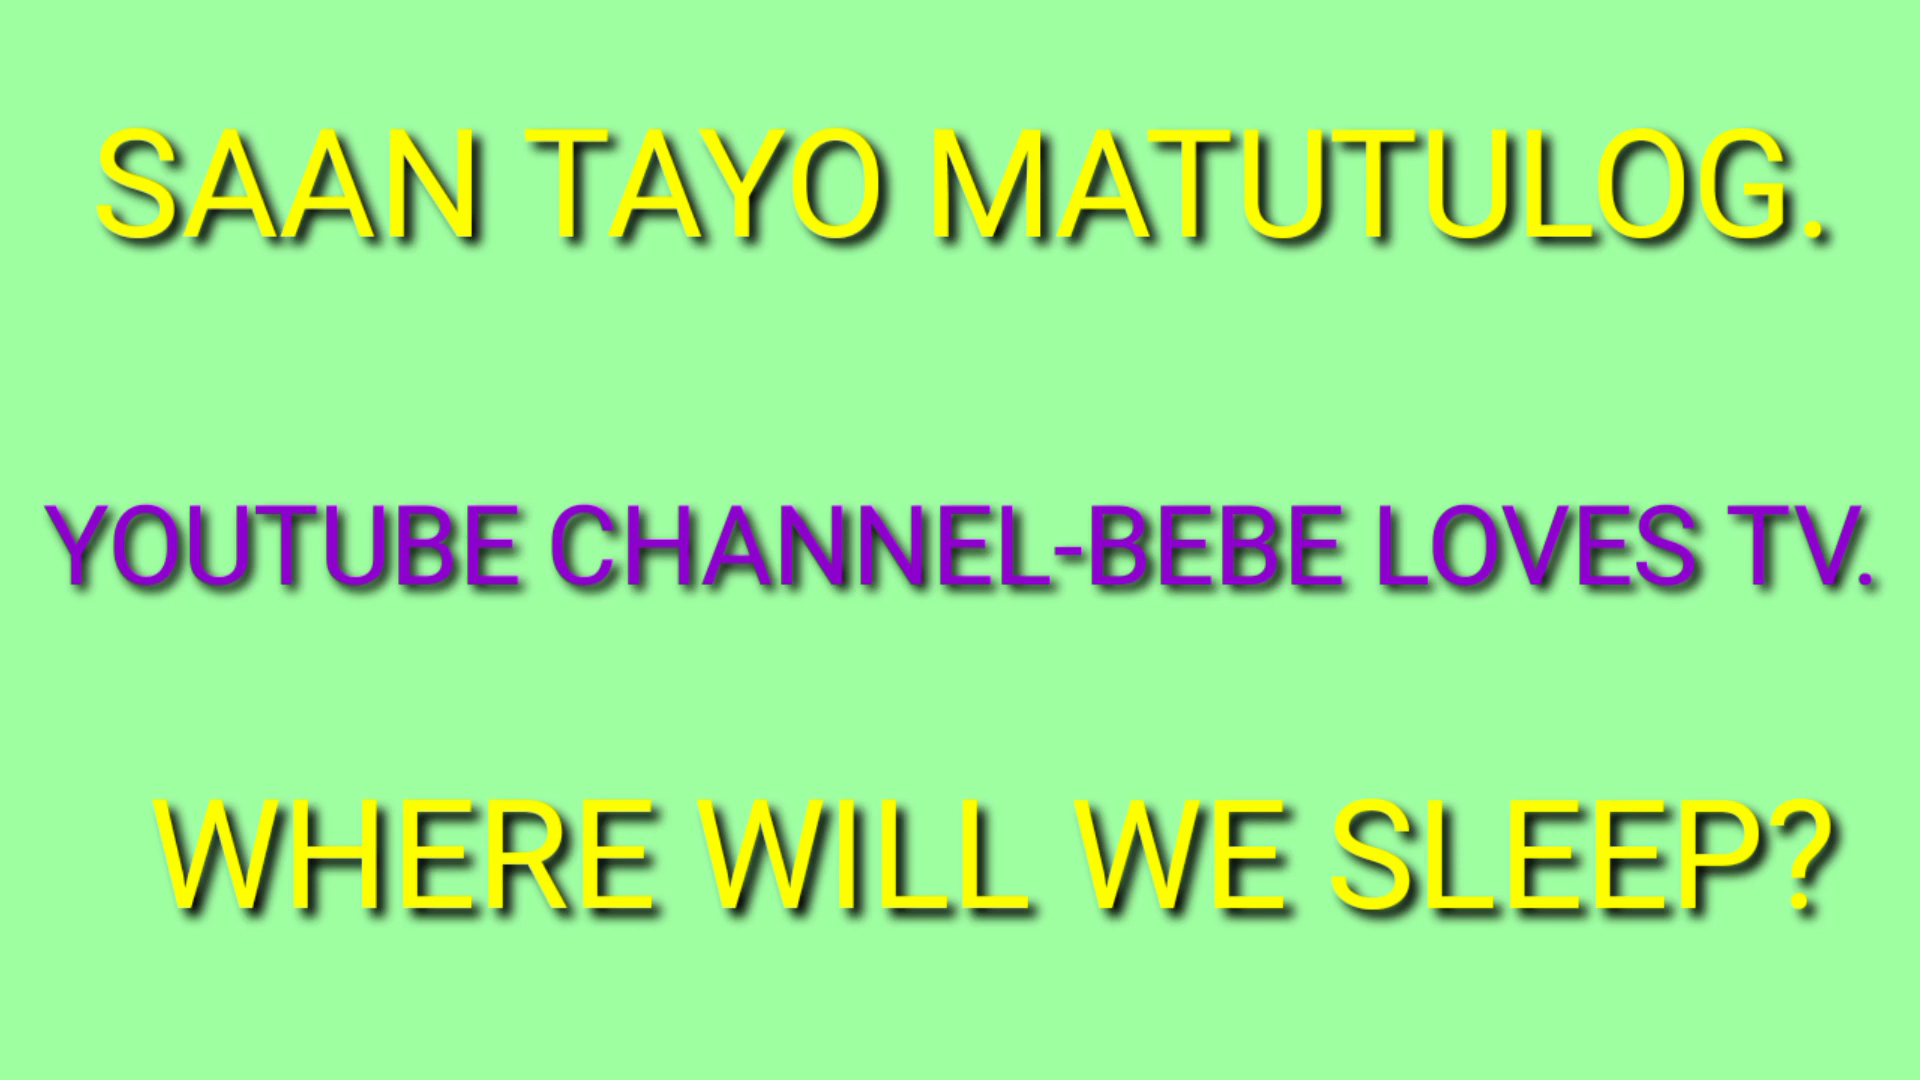 SAAN TAYO MATUTULOG.
YOUTUBE CHANNEL-BEBE LOVES TV.
WHERE WILL WE SLEEP?